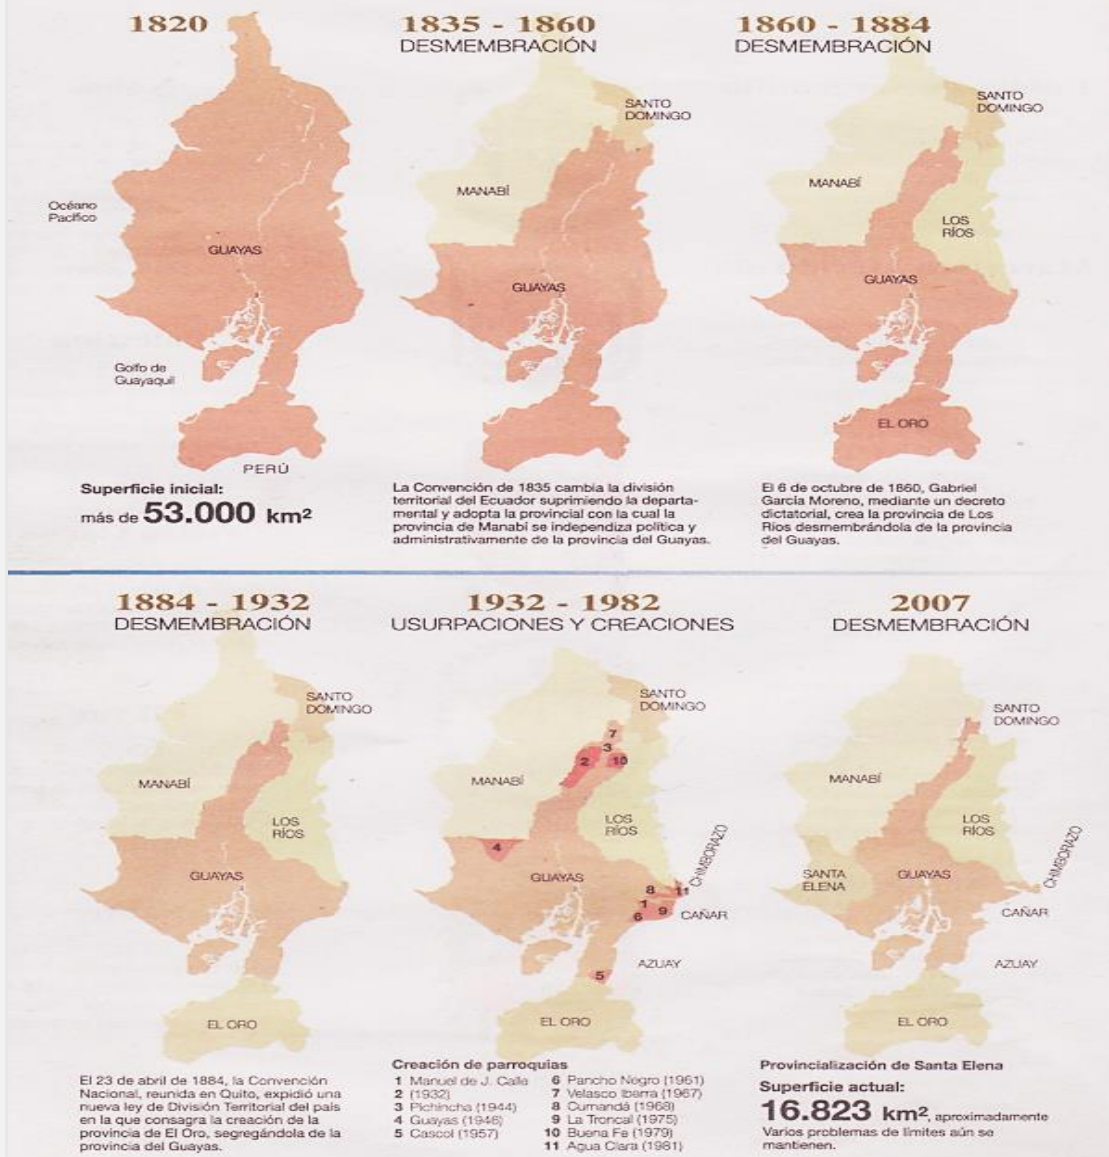 1820
Océano
Pacífico
GUAYAS
Golfo de
Guayaquil
PERÚ
Superficie inicial:
más de 53.000 km²
1835 - 1860
DESMEMBRACIÓN
SANTO
DOMINGO
MANABÍ
GUAYAS
La Convención de 1835 cambia la división
territorial del Ecuador suprimiendo la departa-
mental y adopta la provincial con la cual la
provincia de Manabí se independiza política y
administrativamente de la provincia del Guayas.
1860 - 1884
DESMEMBRACIÓN
SANTO
DOMINGO
MANABÍ
LOS
RÍOS
GUAYAS
EL ORO
El 6 de octubre de 1860, Gabriel
García Moreno, mediante un decreto
dictatorial, crea la provincia de Los
Ríos desmembrándola de la provincia
del Guayas.
1884 - 1932
DESMEMBRACIÓN
SANTO
DOMINGO
MANABÍ
LOS
RÍOS
GUAYAS
EL ORO
El 23 de abril de 1884, la Convención
Nacional, reunida en Quito, expidió una
nueva ley de División Territorial del país
en la que consagra la creación de la
provincia de El Oro, segregándola de la
provincia del Guayas.
1932 - 1982
USURPACIONES Y CREACIONES
SANTO
DOMINGO
7
3
2
10
MANABÍ
LOS
RÍOS
4
CHIMBORAZO
GUAYAS
8
11
1
9
6
CAÑAR
AZUAY
5
EL ORO
Creación de parroquias
1 Manuel de J. Calle
2 (1932)
3 Pichincha (1944)
4 Guayas (1946)
5 Cascol (1957)
6 Pancho Negro (1961)
7 Velasco Ibarra (1967)
8 Cumandá (1968)
9 La Troncal (1975)
10 Buena Fe (1979)
11 Agua Clara (1981)
2007
DESMEMBRACIÓN
SANTO
DOMINGO
MANABÍ
LOS
RÍOS
CHIMBORAZO
SANTA
ELENA
GUAYAS
CAÑAR
AZUAY
EL ORO
Provincialización de Santa Elena
Superficie actual:
16.823 km², aproximadamente
Varios problemas de límites aún se
mantienen.